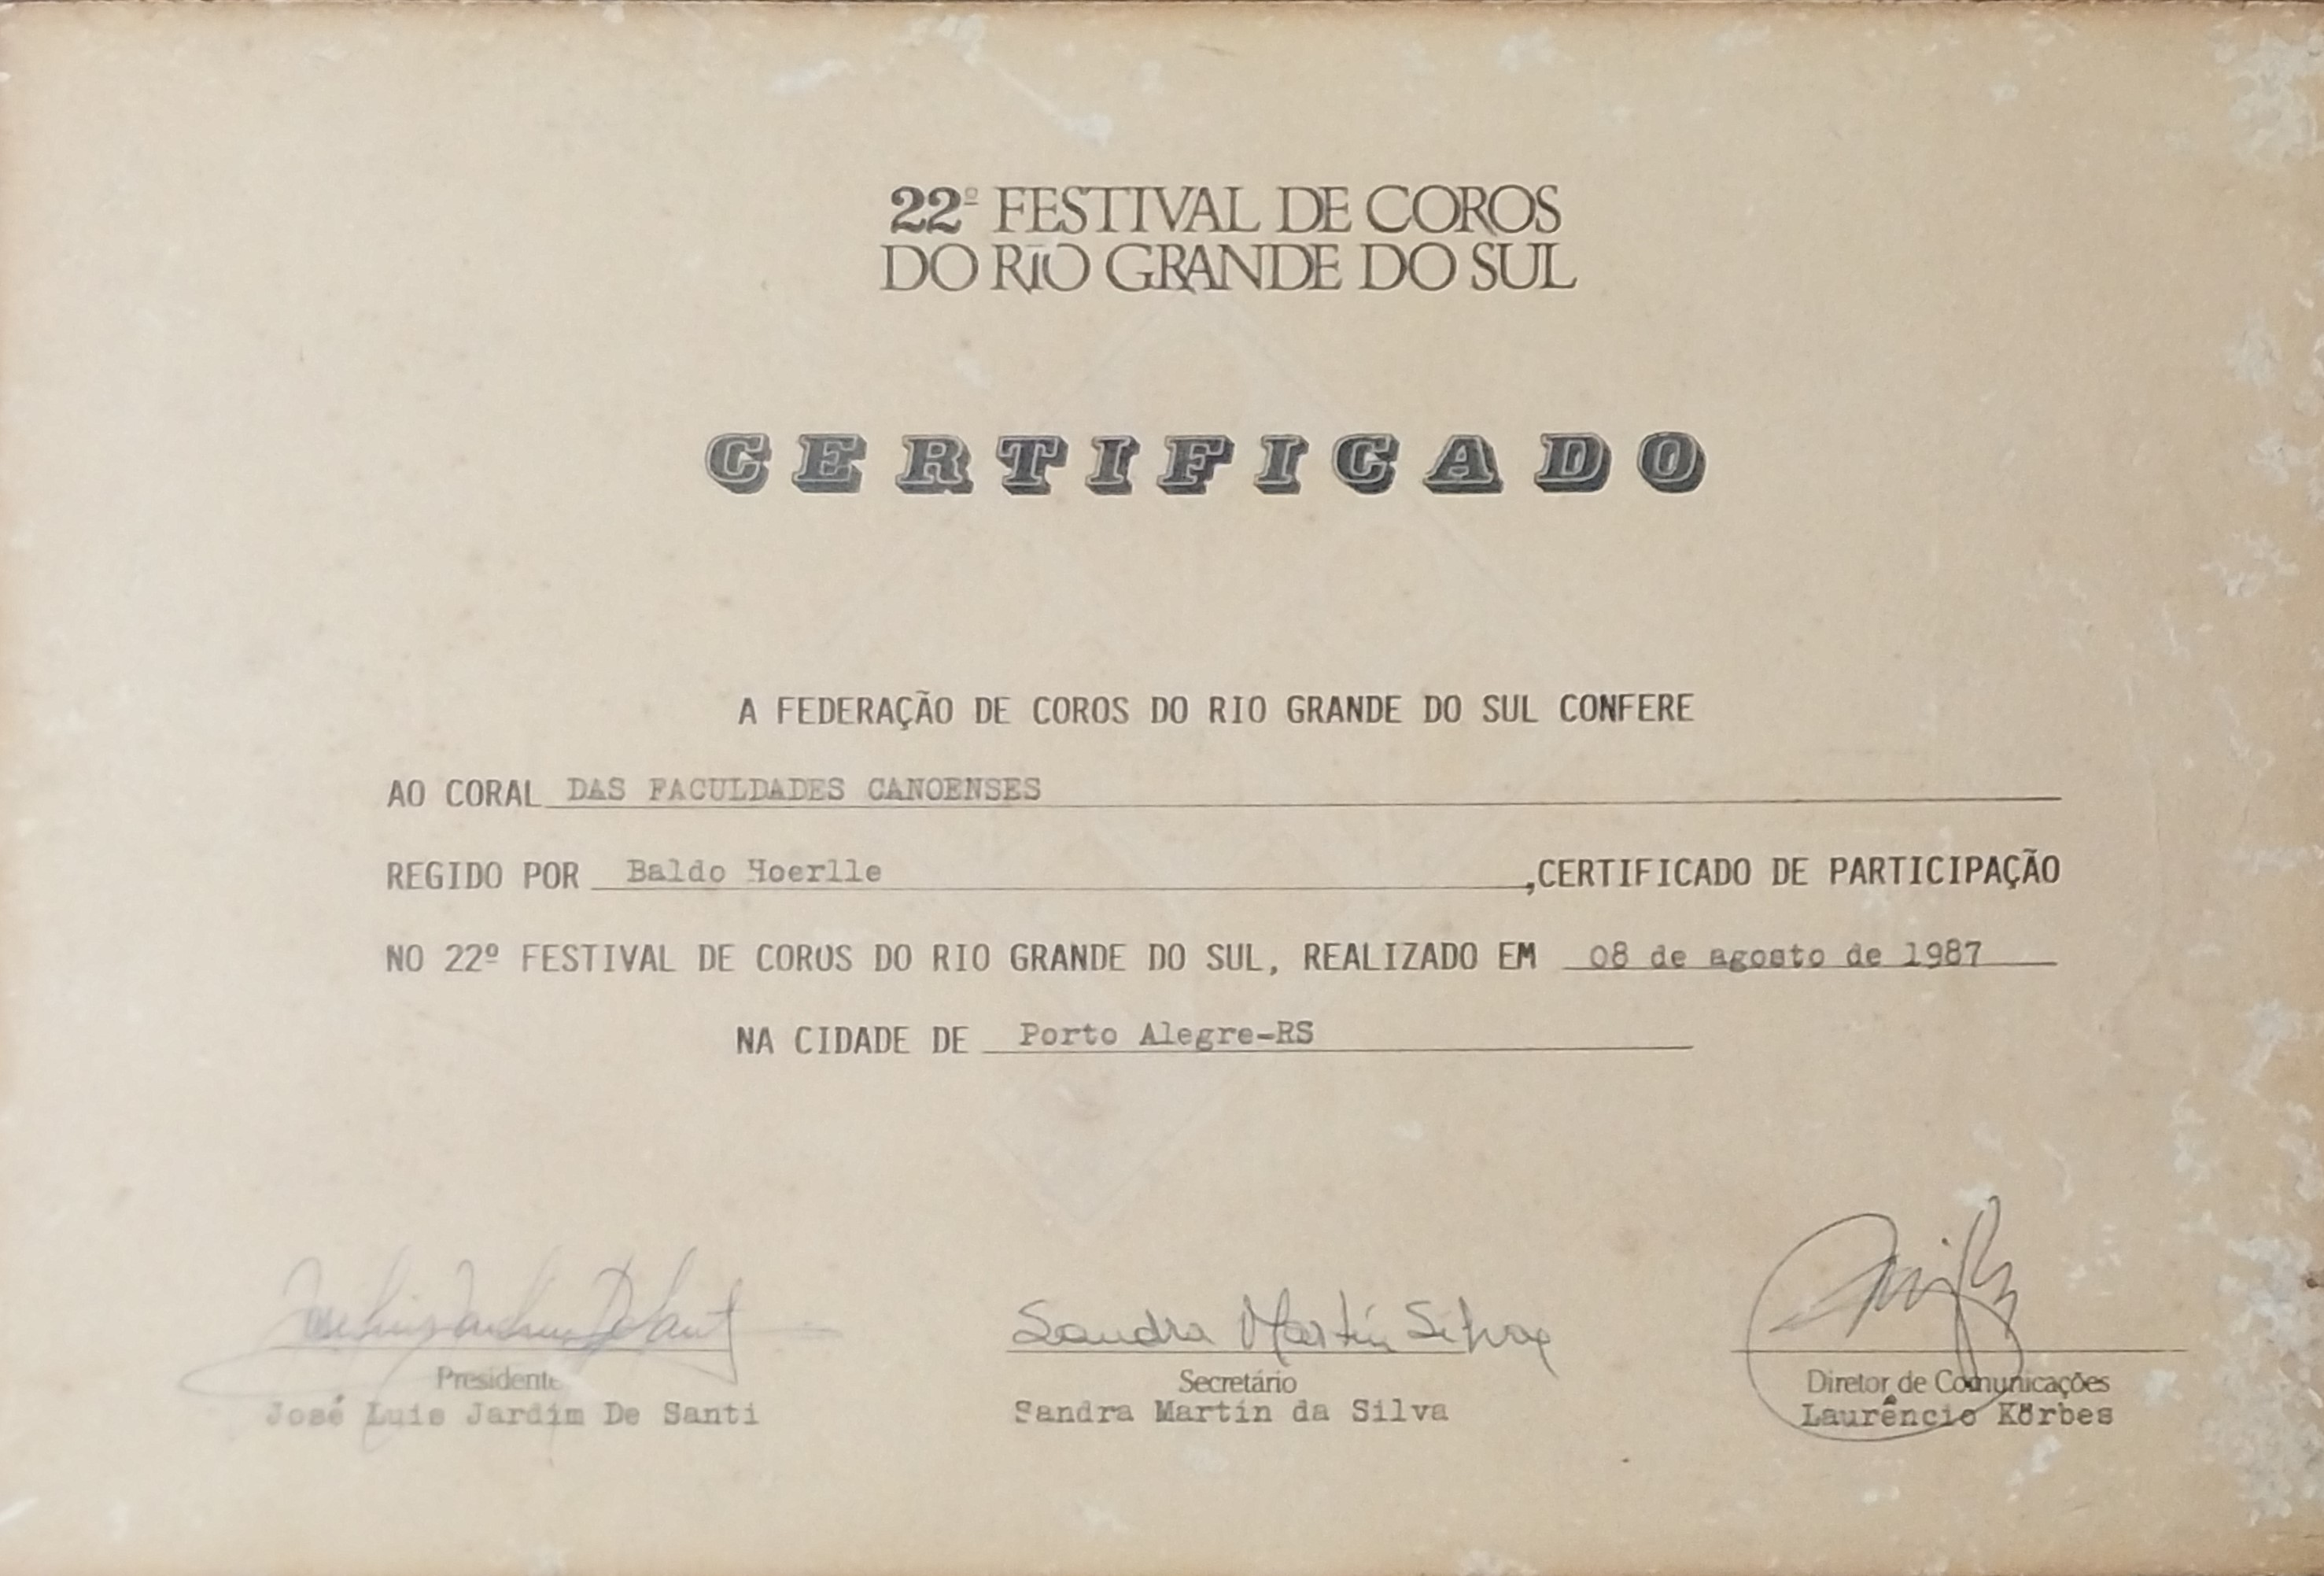 22º FESTIVAL DE COROS
DO RIO GRANDE DO SUL
CERTIFICADO
A FEDERAÇÃO DE COROS DO RIO GRANDE DO SUL CONFERE
AO CORAL DAS FACULDADES CANOENSES
REGIDO POR Baldo Hoerlle ,CERTIFICADO DE PARTICIPAÇÃO
NO 22º FESTIVAL DE COROS DO RIO GRANDE DO SUL, REALIZADO EM 08 de agosto de 1987
NA CIDADE DE Porto Alegre-RS
Sandra Martin Silva
Presidente
José Luis Jardim De Santi
Secretário
Sandra Martin da Silva
Diretor de Comunicações
Laurêncio Körbes